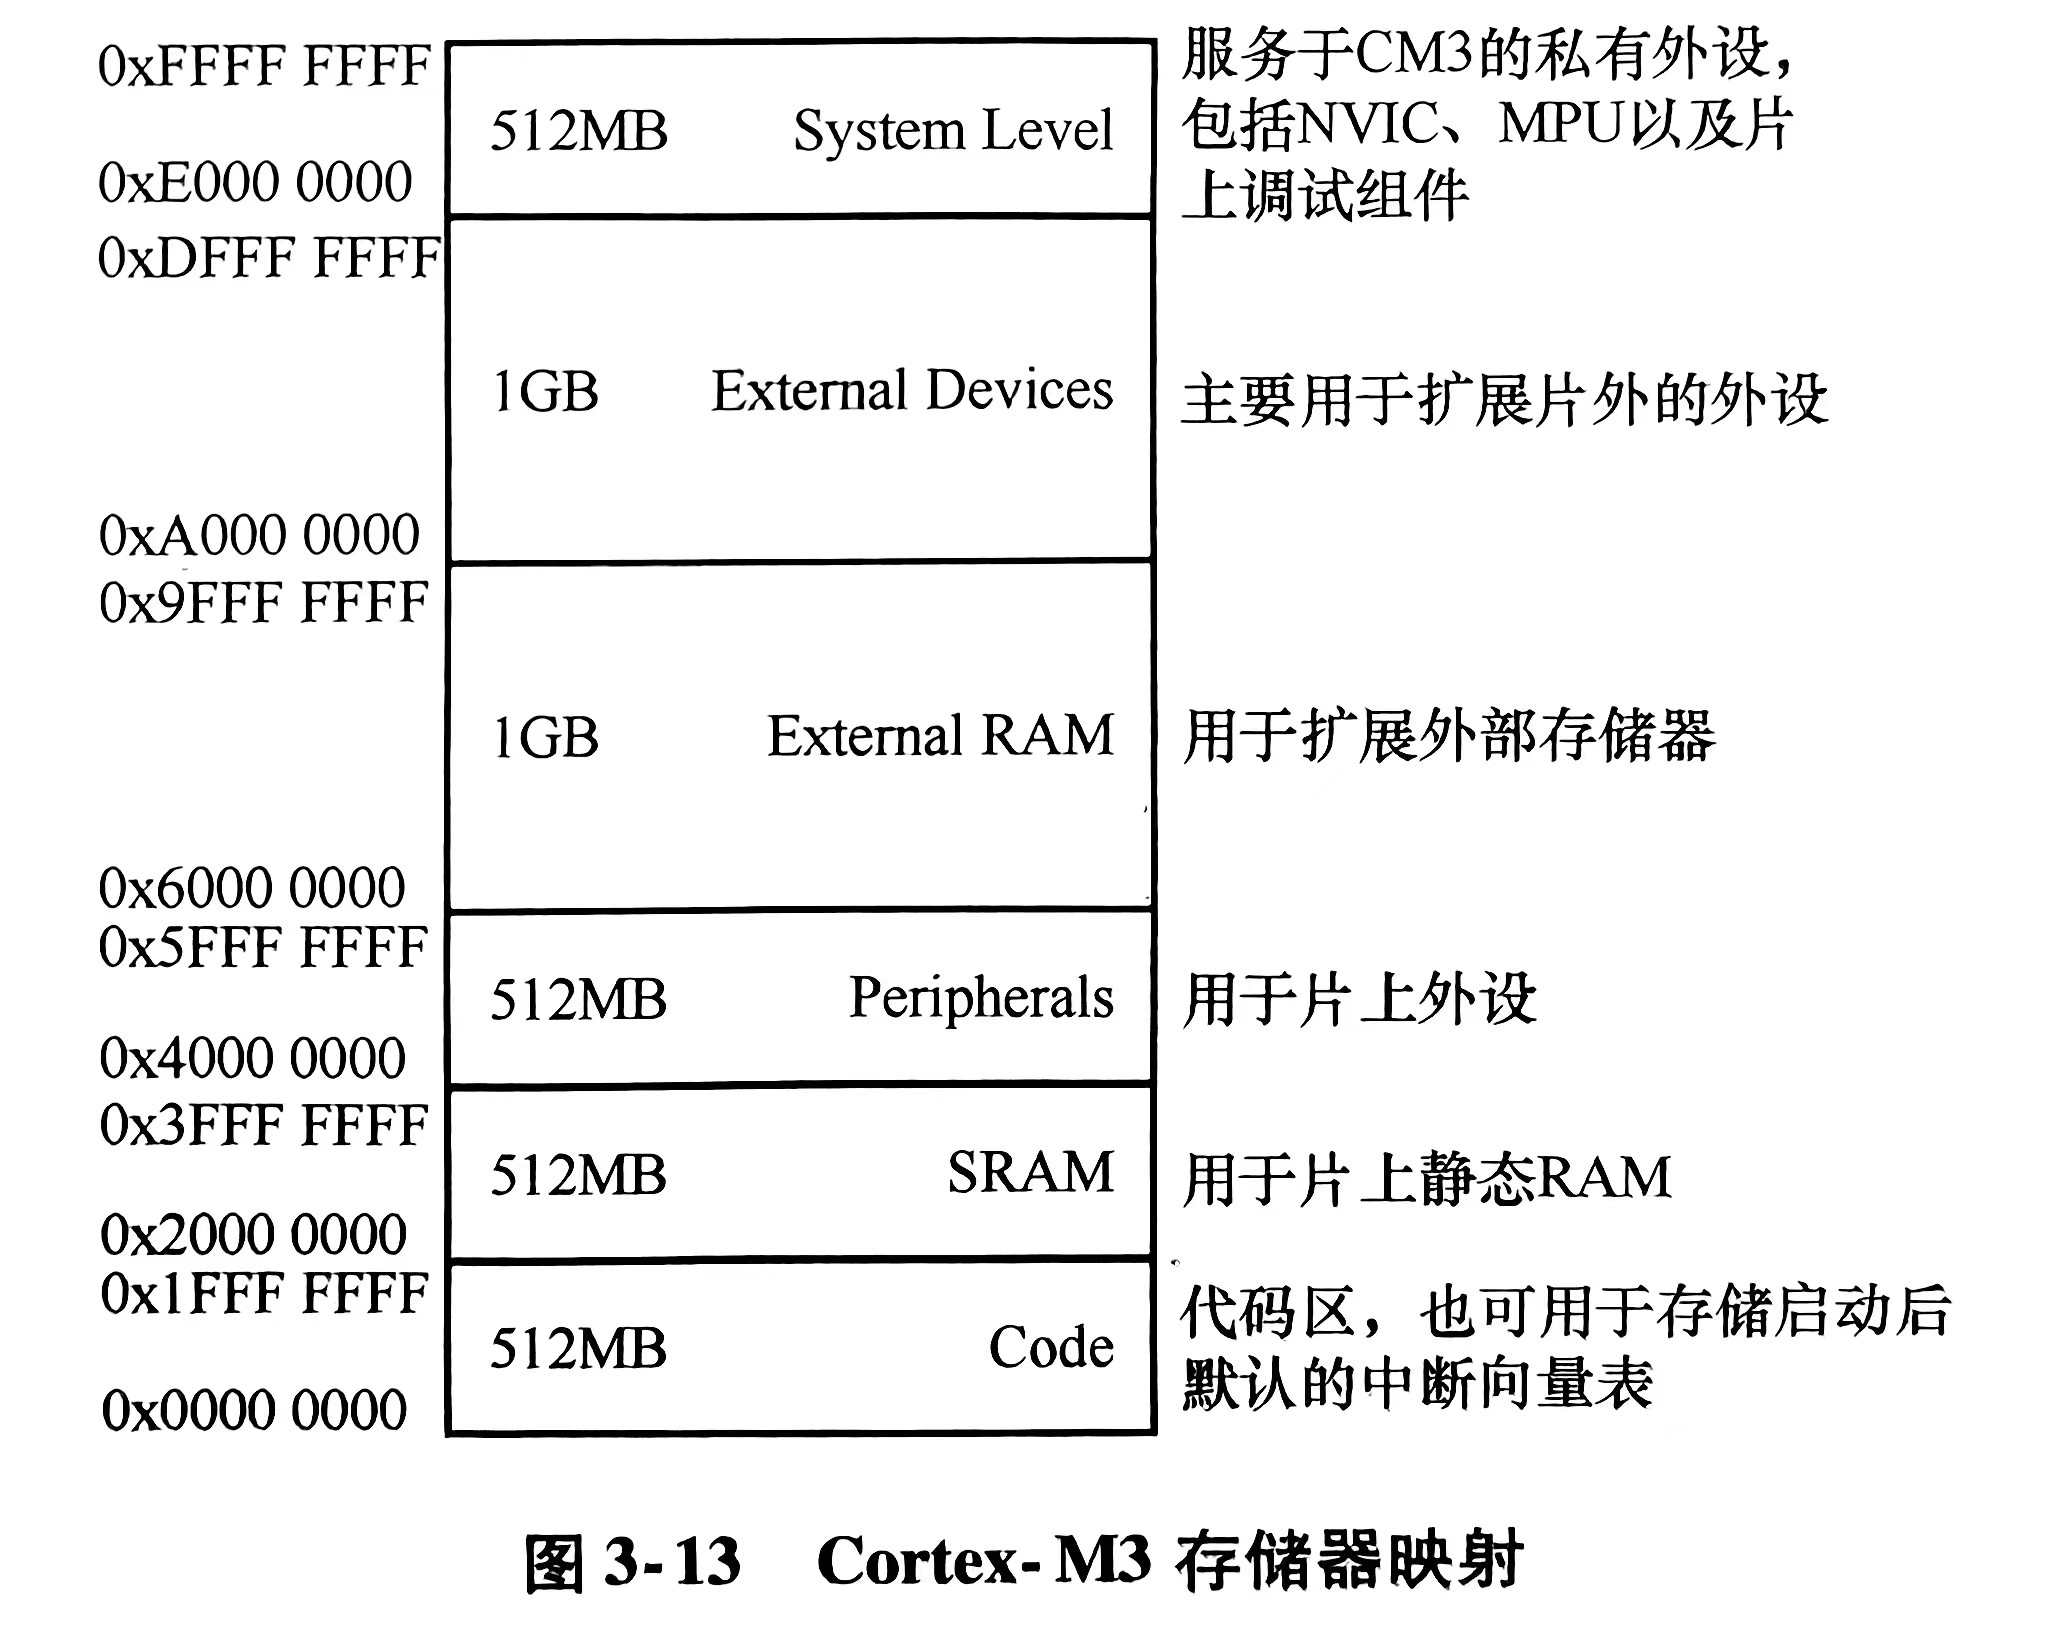 0xFFFF FFFF
512MB System Level
0xE000 0000
服务于CM3的私有外设，
包括NVIC、MPU以及片
上调试组件
0xDFFF FFFF
1GB External Devices
主要用于扩展片外的外设
0xA000 0000
0x9FFF FFFF
1GB External RAM
用于扩展外部存储器
0x6000 0000
0x5FFF FFFF
512MB Peripherals
用于片上外设
0x4000 0000
0x3FFF FFFF
512MB SRAM
用于片上静态RAM
0x2000 0000
0x1FFF FFFF
512MB Code
代码区，也可用于存储启动后
默认的中断向量表
0x0000 0000
图 3-13 Cortex-M3 存储器映射